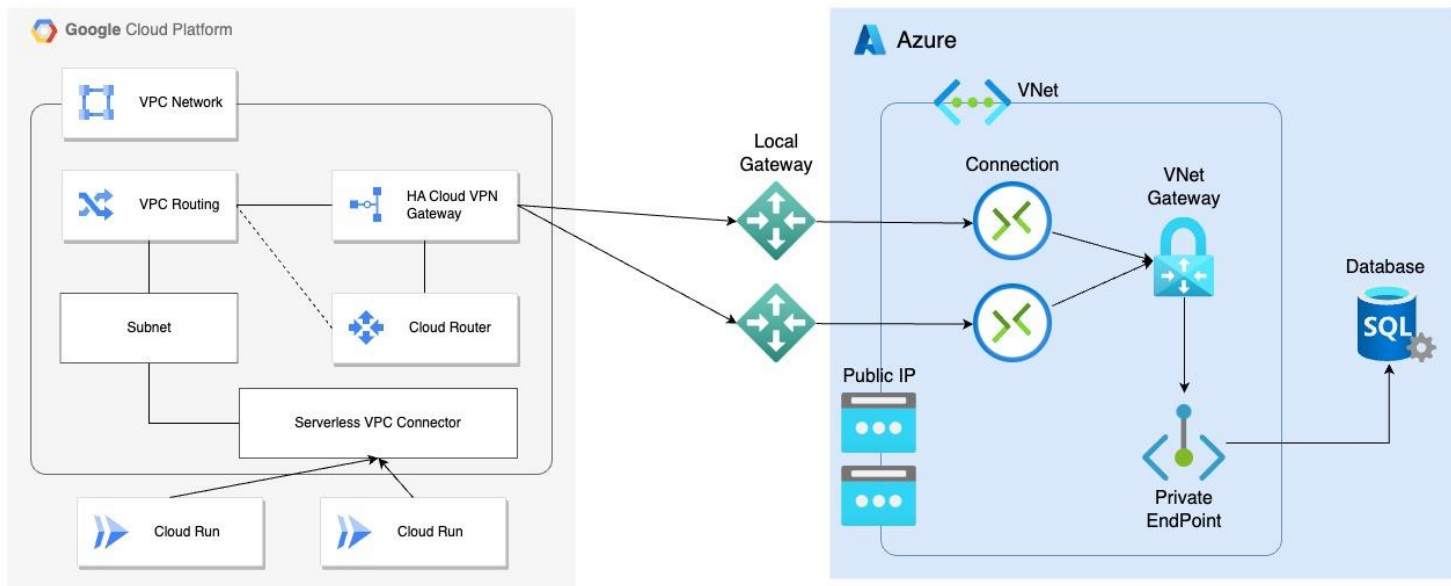 Google Cloud Platform
VPC Network
VPC Routing
HA Cloud VPN
Gateway
Subnet
Cloud Router
Serverless VPC Connector
Cloud Run
Cloud Run
Local
Gateway
Azure
VNet
Connection
VNet
Gateway
Database
SQL
Public IP
Private
EndPoint